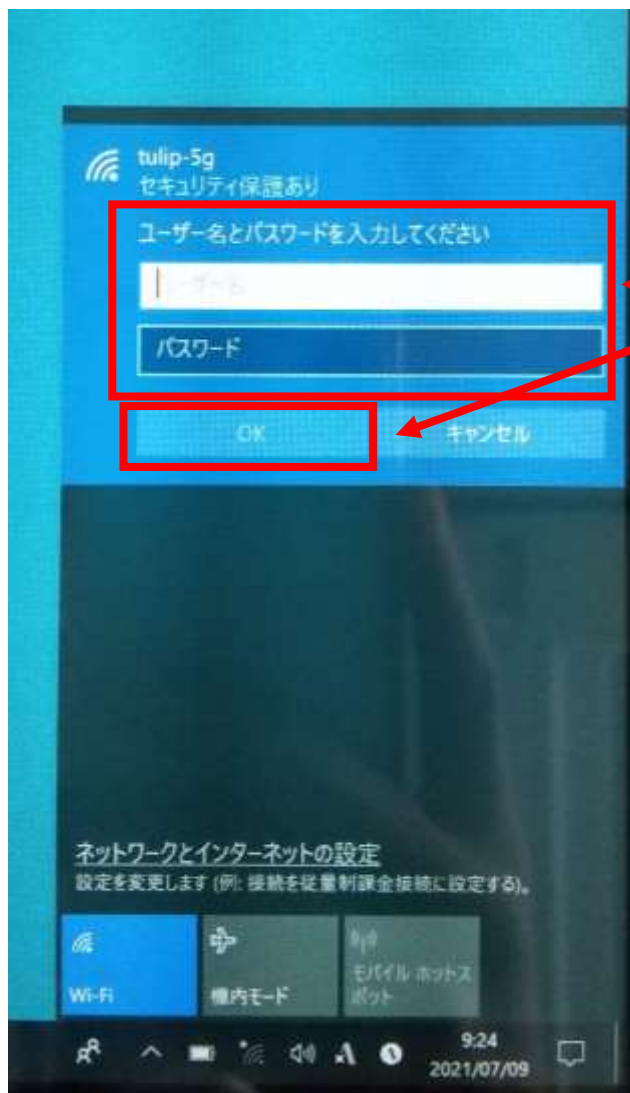 tulip-5g
セキュリティ保護あり
ユーザー名とパスワードを入力してください
ユーザー名
パスワード
OK
キャンセル
ネットワークとインターネットの設定
設定を変更します (例: 接続を従量制課金接続に設定する)。
Wi-Fi
機内モード
モバイル ホットス
ポット
A
9:24
2021/07/09